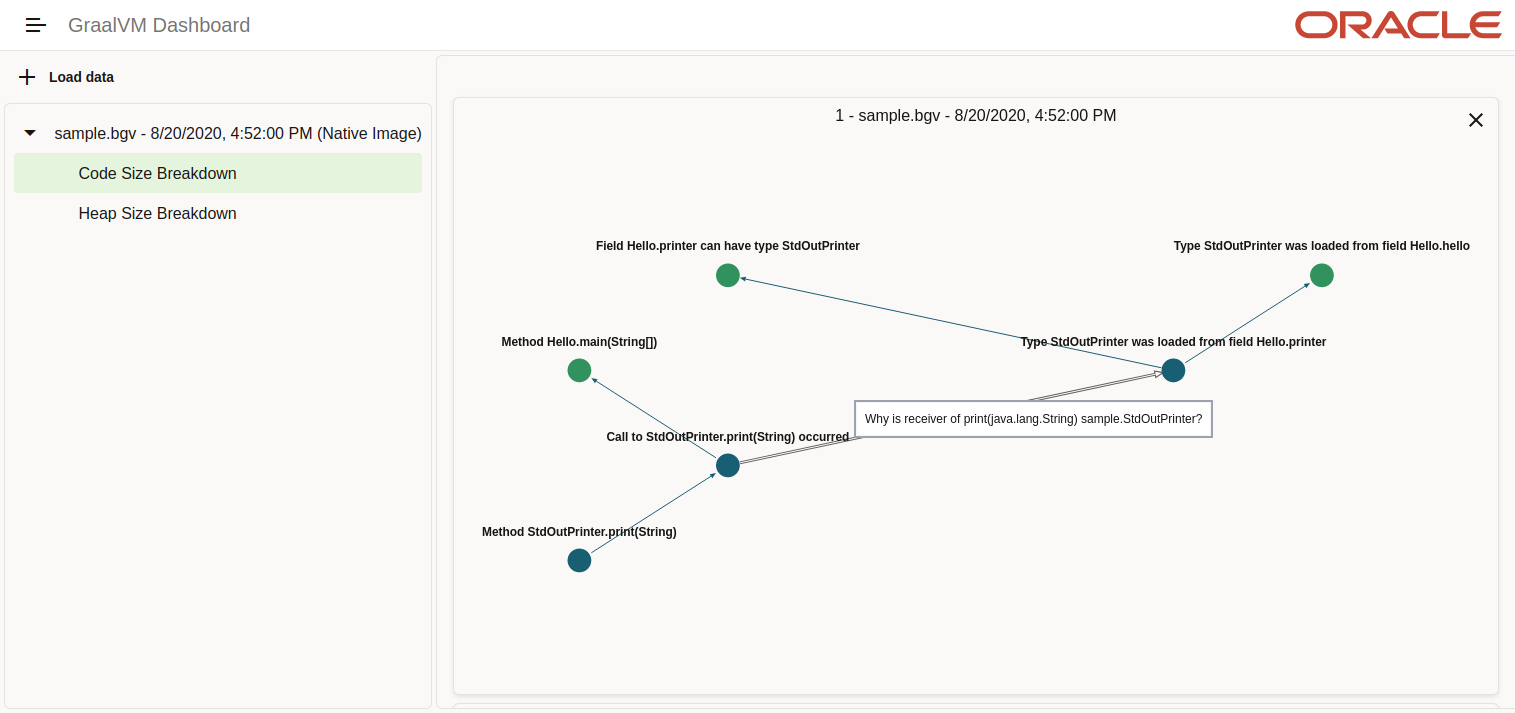 GraalVM Dashboard
ORACLE
Load data
sample.bgv - 8/20/2020, 4:52:00 PM (Native Image)
Code Size Breakdown
Heap Size Breakdown
1 - sample.bgv - 8/20/2020, 4:52:00 PM
Field Hello.printer can have type StdOutPrinter
Type StdOutPrinter was loaded from field Hello.hello
Method Hello.main(String[])
Type StdOutPrinter was loaded from field Hello.printer
Why is receiver of print(java.lang.String) sample.StdOutPrinter?
Call to StdOutPrinter.print(String) occurred
Method StdOutPrinter.print(String)